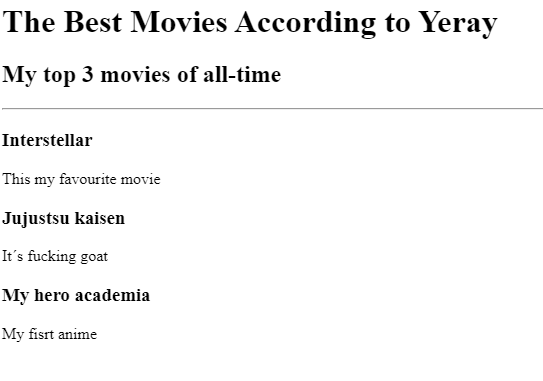 The Best Movies According to Yeray
My top 3 movies of all-time
Interstellar
This my favourite movie
Jujustsu kaisen
It´s fucking goat
My hero academia
My fisrt anime